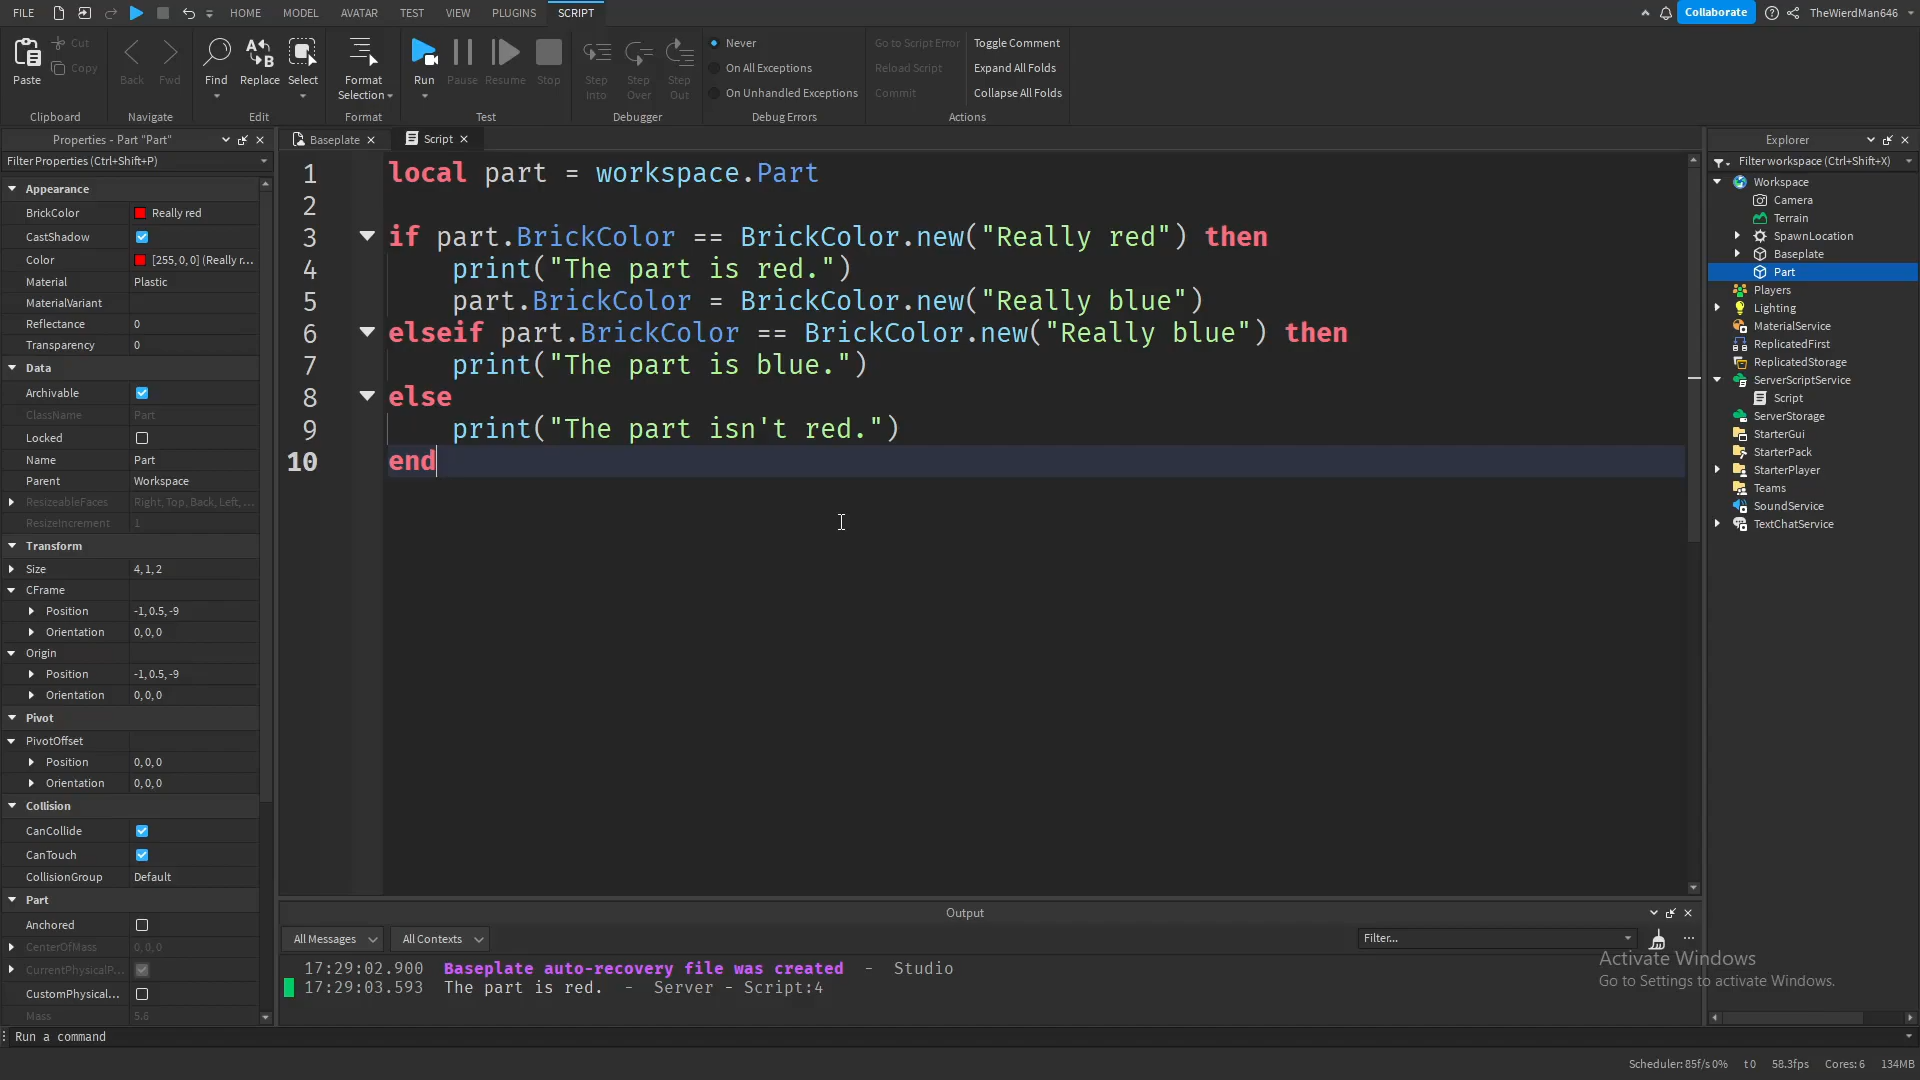 FILE HOME MODEL AVATAR TEST VIEW PLUGINS SCRIPT Collaborate TheWierdMan646
Paste Cut Copy Back Fwd Find Replace Select Format Selection Run Pause Resume Stop Step Into Step Over Step Out
Never Go to Script Error Toggle Comment
On All Exceptions Reload Script Expand All Folds
On Unhandled Exceptions Commit Collapse All Folds
Clipboard Navigate Edit Format Test Debugger Debug Errors Actions
Properties - Part "Part"
Filter Properties (Ctrl+Shift+P)
Appearance
BrickColor Really red
CastShadow
Color [255, 0, 0] (Really r...
Material Plastic
MaterialVariant
Reflectance 0
Transparency 0
Data
Archivable
ClassName Part
Locked
Name Part
Parent Workspace
ResizeableFaces Right, Top, Back, Left, ...
ResizeIncrement 1
Transform
Size 4, 1, 2
CFrame
Position -1, 0.5, -9
Orientation 0, 0, 0
Origin
Position -1, 0.5, -9
Orientation 0, 0, 0
Pivot
PivotOffset
Position 0, 0, 0
Orientation 0, 0, 0
Collision
CanCollide
CanTouch
CollisionGroup Default
Part
Anchored
CenterOfMass 0, 0, 0
CurrentPhysicalP...
CustomPhysical...
Mass 5.6
Baseplate Script
1 local part = workspace.Part
2
3 if part.BrickColor == BrickColor.new("Really red") then
4 print("The part is red.")
5 part.BrickColor = BrickColor.new("Really blue")
6 elseif part.BrickColor == BrickColor.new("Really blue") then
7 print("The part is blue.")
8 else
9 print("The part isn't red.")
10 end
Output
All Messages All Contexts Filter...
17:29:02.900 Baseplate auto-recovery file was created - Studio
17:29:03.593 The part is red. - Server - Script:4
Explorer
Filter workspace (Ctrl+Shift+X)
Workspace
Camera
Terrain
SpawnLocation
Baseplate
Part
Players
Lighting
MaterialService
ReplicatedFirst
ReplicatedStorage
ServerScriptService
Script
ServerStorage
StarterGui
StarterPack
StarterPlayer
Teams
SoundService
TextChatService
Activate Windows
Go to Settings to activate Windows.
Run a command
Scheduler: 85f/s 0% t 0 58.3fps Cores: 6 134MB